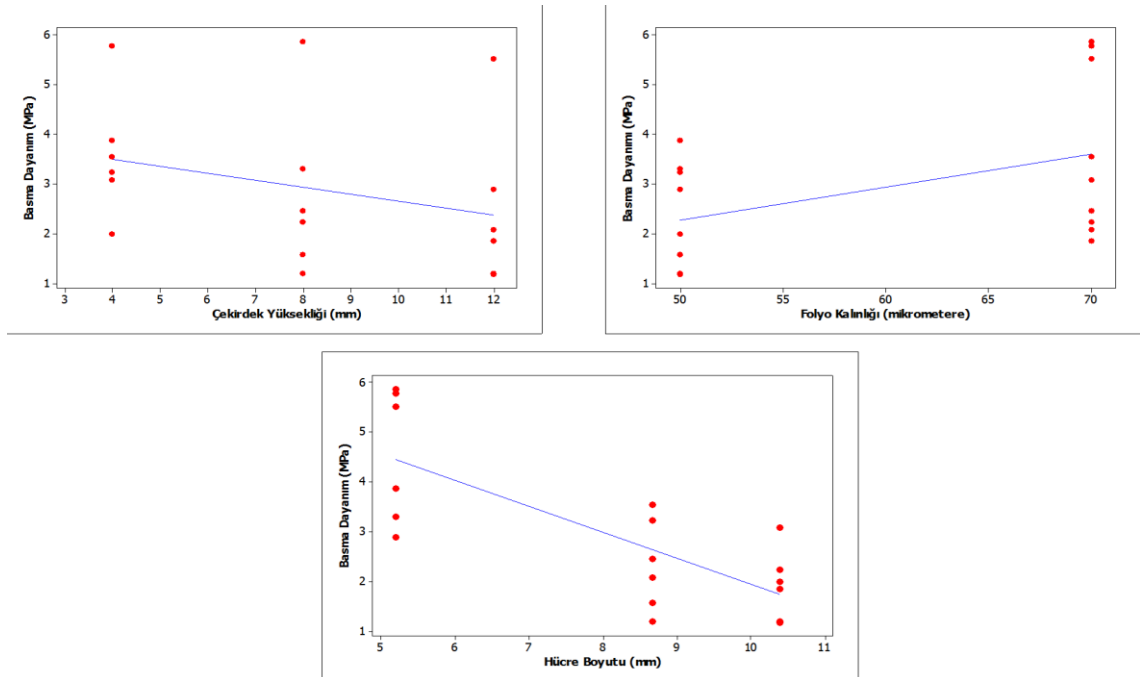 6
5
4
3
2
1
Basma Dayanım (MPa)
3 4 5 6 7 8 9 10 11 12
Çekirdek Yüksekliği (mm)
6
5
4
3
2
1
Basma Dayanımı (MPa)
50 55 60 65 70
Folyo Kalınlığı (mikrometere)
6
5
4
3
2
1
Basma Dayanım (MPa)
5 6 7 8 9 10 11
Hücre Boyutu (mm)